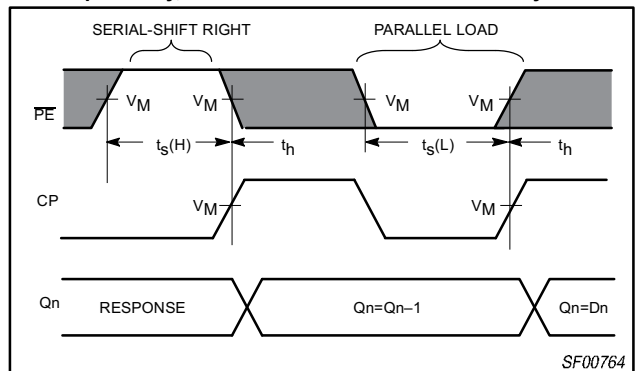 SERIAL-SHIFT RIGHT PARALLEL LOAD
PE VM VM VM VM
ts(H) th ts(L) th
CP VM VM
Qn RESPONSE Qn=Qn–1 Qn=Dn
SF00764